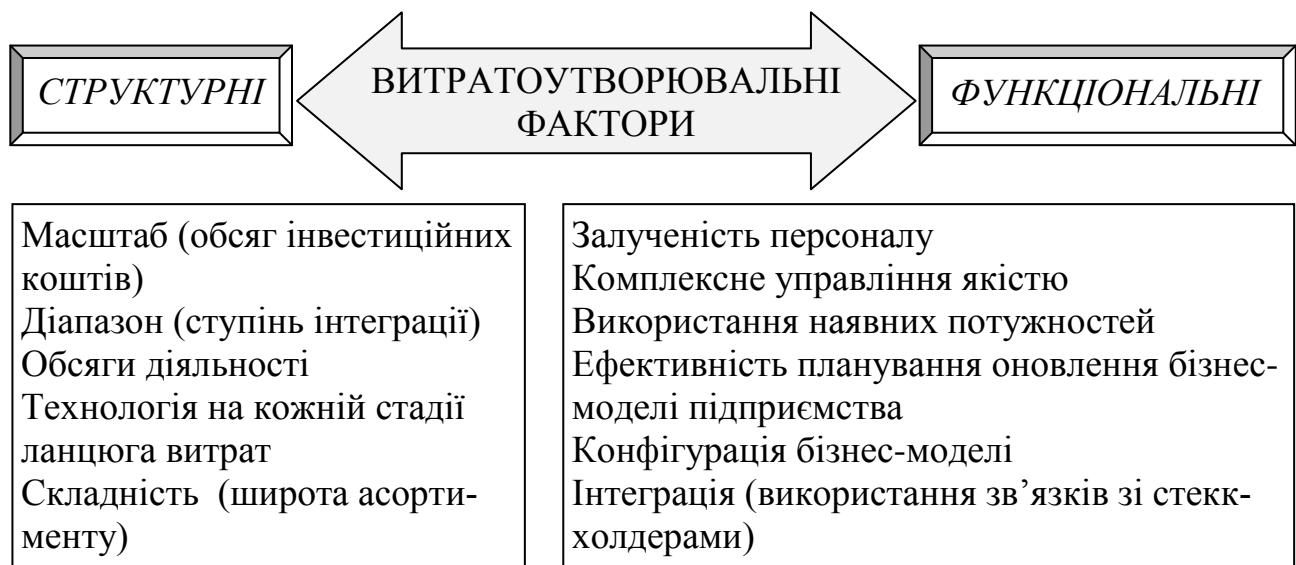 СТРУКТУРНІ
ВИТРАТОУТВОРЮВАЛЬНІ
ФАКТОРИ
ФУНКЦІОНАЛЬНІ
Масштаб (обсяг інвестиційних
коштів)
Діапазон (ступінь інтеграції)
Обсяги діяльності
Технологія на кожній стадії
ланцюга витрат
Складність (широта асорти-
менту)
Залученість персоналу
Комплексне управління якістю
Використання наявних потужностей
Ефективність планування оновлення бізнес-
моделі підприємства
Конфігурація бізнес-моделі
Інтеграція (використання зв’язків зі стекк-
холдерами)